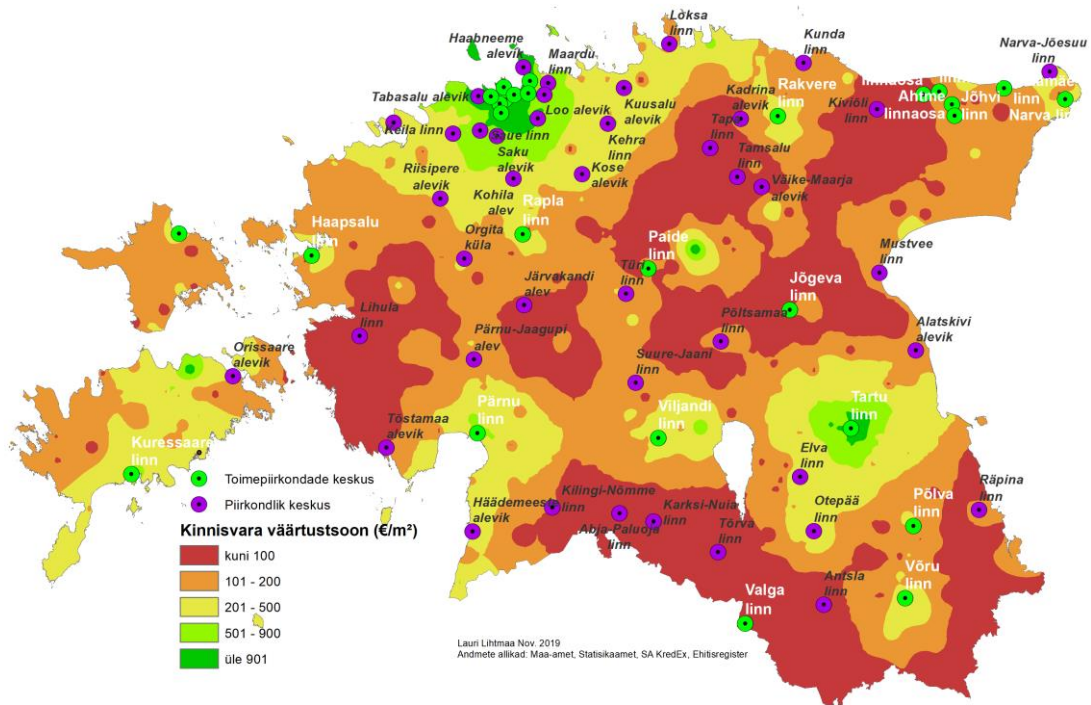 Loksa
linn
Haabneeme
alevik
Kunda
linn
Maardu
linn
Narva-Jõesuu
linn
Tabasalu alevik
Kuusalu
alevik
Kadrina
alevik
Rakvere
linn
linnaosa
Ahtme
linnaosa
Jõhvi
linn
Kiviõli
linn
linn
Narva
Loo alevik
Keila linn
linn
Kehra
linn
linn
Saku
alevik
Kose
alevik
Tamsalu
linn
Väike-Maarja
alevik
Riisipere
alevik
Kohila
alev
Rapla
linn
Haapsalu
linn
Orgita
küla
Paide
linn
linn
Mustvee
linn
Järvakandi
alev
Jõgeva
linn
Lihula
linn
Põltsamaa
linn
Alatskivi
alevik
Orissaare
alevik
Pärnu-Jaagupi
alev
Suure-Jaani
linn
Pärnu
linn
Viljandi
linn
Tartu
linn
Tõstamaa
alevik
Kuressaare
linn
Elva
linn
Räpina
linn
Häädemeeste
alevik
Kilingi-Nõmme
linn
Karksi-Nuia
linn
Abja-Paluoja
linn
Otepää
linn
Põlva
linn
Tõrva
linn
Valga
linn
Antsla
linn
Võru
linn
Toimepiirkondade keskus
Piirkondlik keskus
Kinnisvara väärtustsoon (€/m²)
kuni 100
101 - 200
201 - 500
501 - 900
üle 901
Lauri Lihtmaa Nov. 2019
Andmete allikad: Maa-amet, Statisikaamet, SA KredEx, Ehitisregister